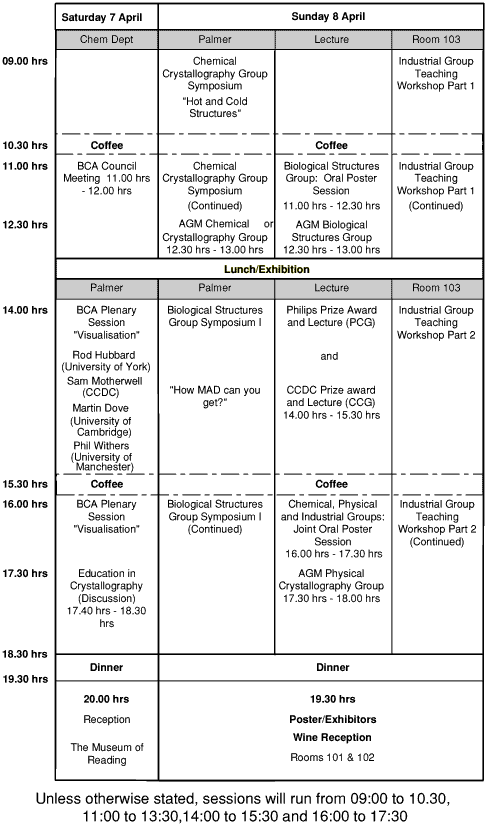 Saturday 7 April
Sunday 8 April
Chem Dept
Palmer
Lecture
Room 103
09.00 hrs
Chemical
Crystallography Group
Symposium
"Hot and Cold
Structures"
Industrial Group
Teaching
Workshop Part 1
10.30 hrs
Coffee
Coffee
11.00 hrs
BCA Council
Meeting 11.00 hrs
- 12.00 hrs
Chemical
Crystallography Group
Symposium
(Continued)
Biological Structures
Group: Oral Poster
Session
11.00 hrs - 12.30 hrs
Industrial Group
Teaching
Workshop Part 1
(Continued)
12.30 hrs
AGM Chemical or
Crystallography Group
12.30 hrs - 13.00 hrs
AGM Biological
Structures Group
12.30 hrs - 13.00 hrs
Lunch/Exhibition
Palmer
Palmer
Lecture
Room 103
14.00 hrs
BCA Plenary
Session
"Visualisation"
Rod Hubbard
(University of York)
Sam Motherwell
(CCDC)
Martin Dove
(University of
Cambridge)
Phil Withers
(University of
Manchester)
Biological Structures
Group Symposium I
"How MAD can you
get?"
Philips Prize Award
and Lecture (PCG)
and
CCDC Prize award
and Lecture (CCG)
14.00 hrs - 15.30 hrs
Industrial Group
Teaching
Workshop Part 2
15.30 hrs
Coffee
Coffee
16.00 hrs
BCA Plenary
Session
"Visualisation"
Biological Structures
Group Symposium I
(Continued)
Chemical, Physical
and Industrial Groups:
Joint Oral Poster
Session
16.00 hrs - 17.30 hrs
Industrial Group
Teaching
Workshop Part 2
(Continued)
17.30 hrs
Education in
Crystallography
(Discussion)
17.40 hrs - 18.30
hrs
AGM Physical
Crystallography Group
17.30 hrs - 18.00 hrs
18.30 hrs
Dinner
Dinner
19.30 hrs
20.00 hrs
Reception
The Museum of
Reading
19.30 hrs
Poster/Exhibitors
Wine Reception
Rooms 101 & 102
Unless otherwise stated, sessions will run from 09:00 to 10.30,
11:00 to 13:30,14:00 to 15:30 and 16:00 to 17:30